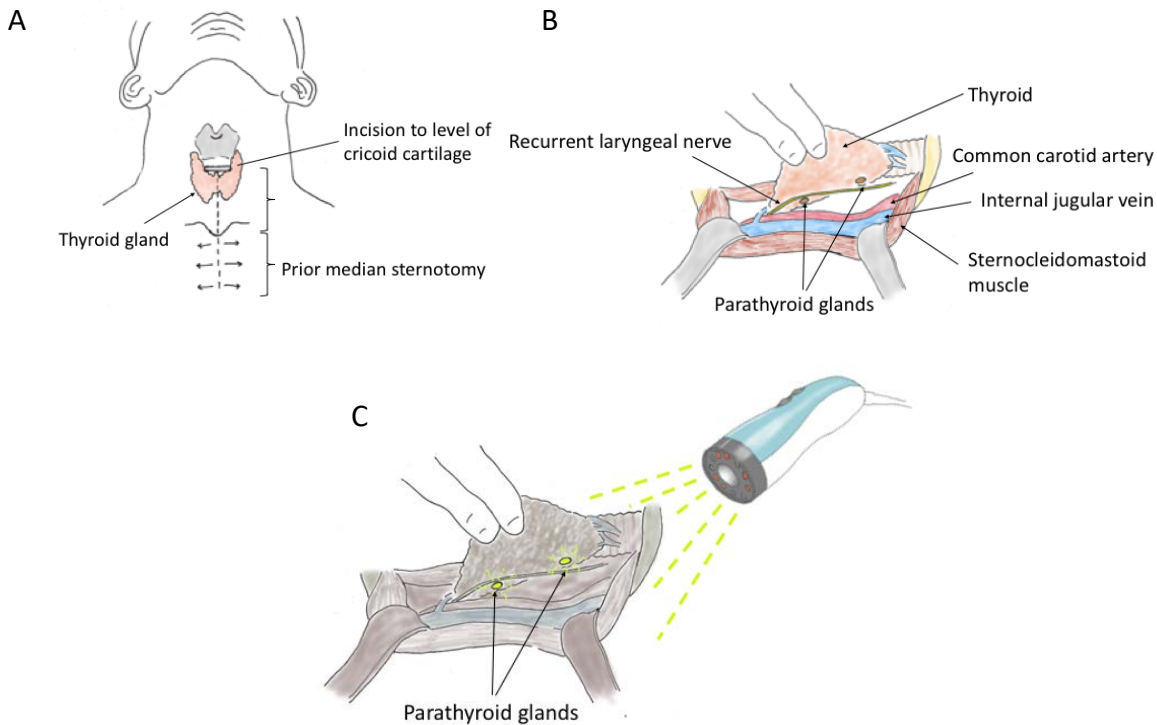 A
Incision to level of
cricoid cartilage
Thyroid gland
Prior median sternotomy
B
Thyroid
Recurrent laryngeal nerve
Common carotid artery
Internal jugular vein
Sternocleidomastoid
muscle
Parathyroid glands
C
Parathyroid glands